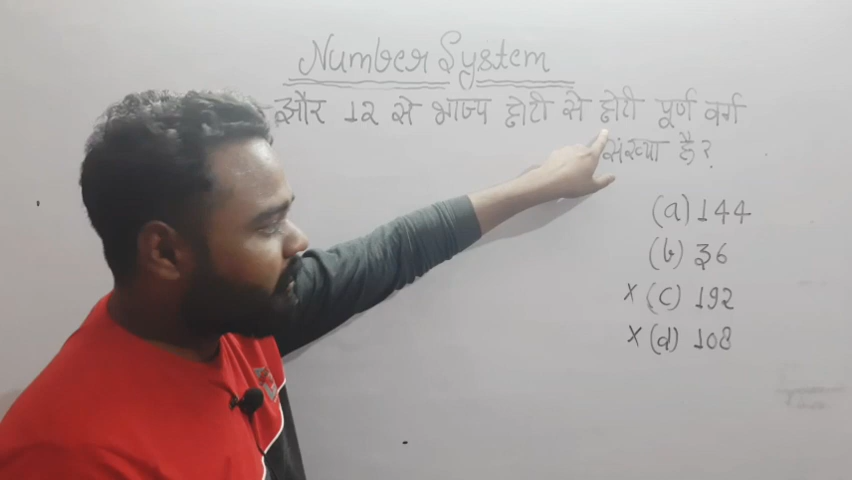 Number System
और 12 से भाज्य छोटी से छोटी पूर्ण वर्ग
संख्या है?
(a) 144
(b) 36
x (c) 192
x (d) 108